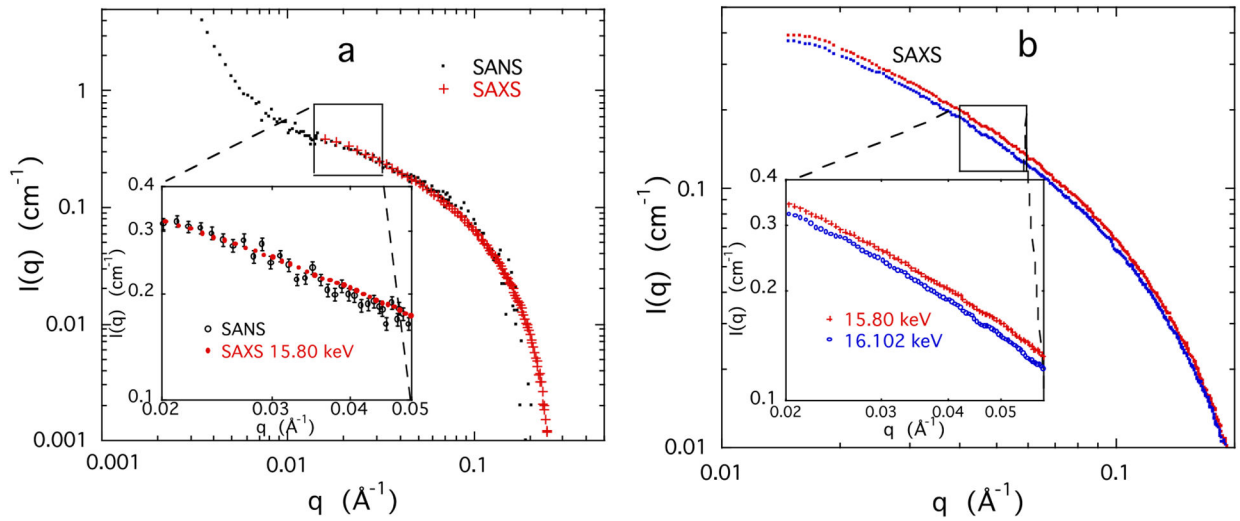 a
SANS
SAXS
1
0.1
0.01
0.001
I(q) (cm⁻¹)
0.001
0.01
0.1
q (Å⁻¹)
0.4
0.3
0.2
0.1
I(q) (cm⁻¹)
SANS
SAXS 15.80 keV
0.02
0.03
0.04
0.05
q (Å⁻¹)
b
SAXS
0.1
0.01
I(q) (cm⁻¹)
0.01
0.1
q (Å⁻¹)
0.4
0.3
0.2
0.1
I(q) (cm⁻¹)
15.80 keV
16.102 keV
0.02
0.03
0.04
0.05
q (Å⁻¹)